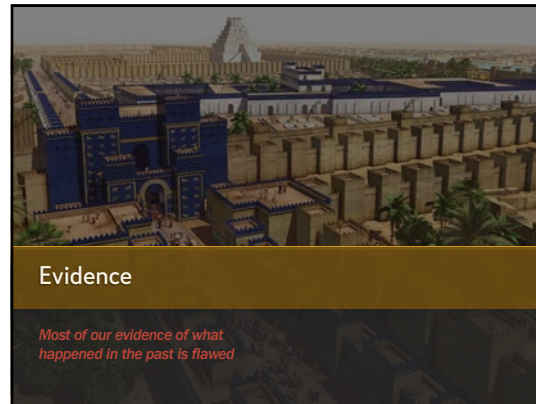 Evidence
Most of our evidence of what
happened in the past is flawed